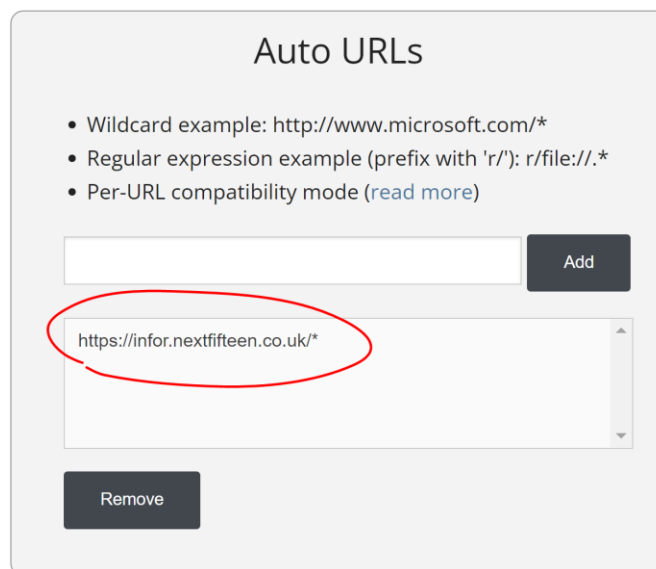 Auto URLs
Wildcard example: http://www.microsoft.com/*
Regular expression example (prefix with 'r/'): r/file://.*
Per-URL compatibility mode (read more)
Add
https://infor.nextfifteen.co.uk/*
Remove